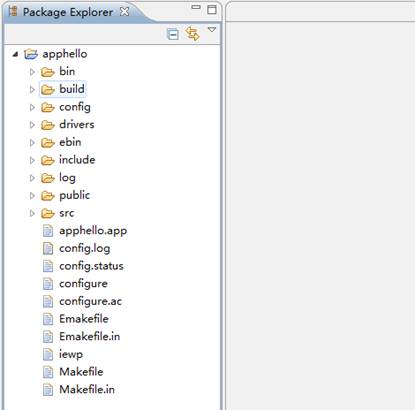 Package Explorer
apphello
bin
build
config
drivers
ebin
include
log
public
src
apphello.app
config.log
config.status
configure
configure.ac
Emakefile
Emakefile.in
iewp
Makefile
Makefile.in